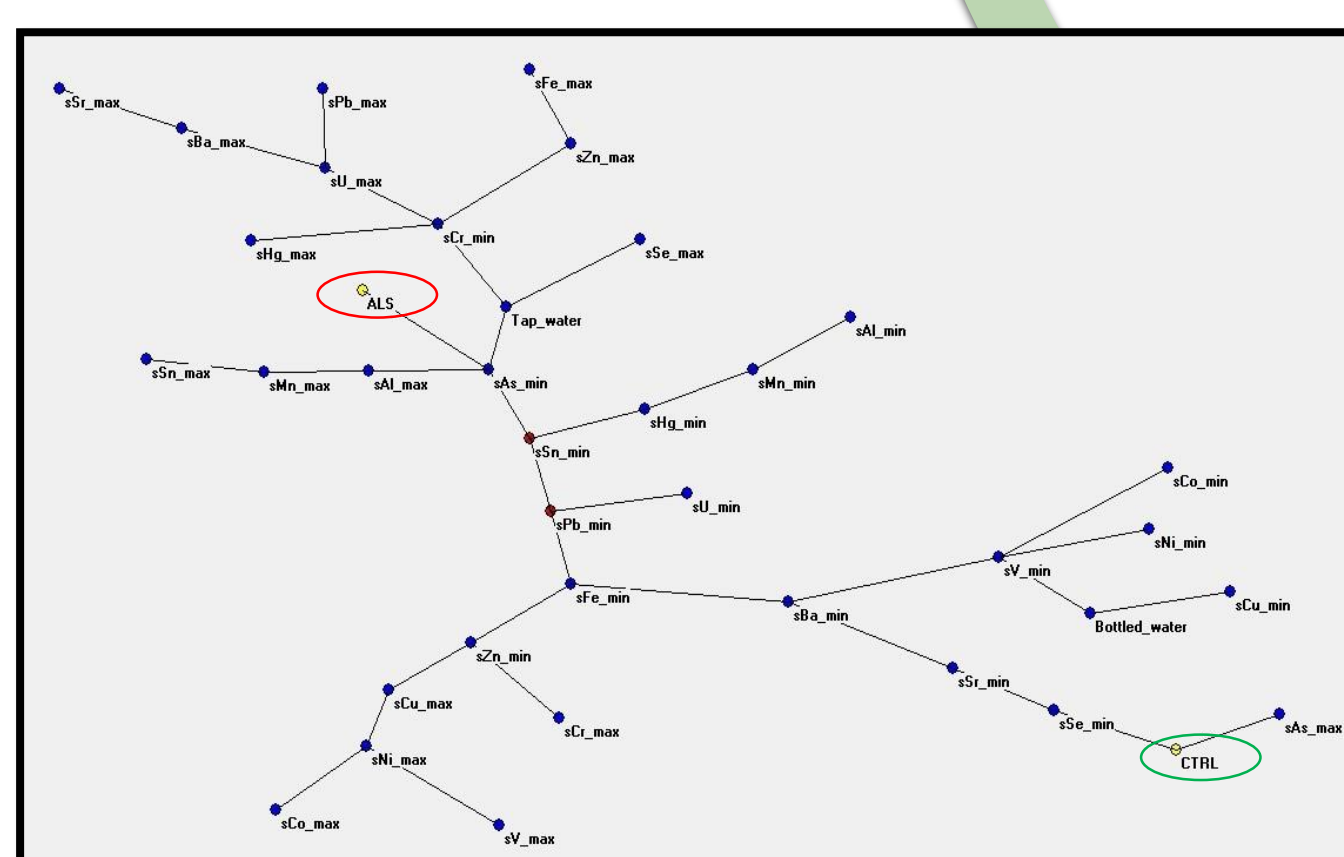 sFe_max
sSr_max
sPb_max
sBa_max
sZn_max
sU_max
sCr_min
sHg_max
sSe_max
ALS
Tap_water
sAl_min
sSn_max
sMn_max
sAl_max
sAs_min
sMn_min
sHg_min
sSn_min
sCo_min
sU_min
sPb_min
sNi_min
sV_min
sFe_min
sCu_min
sBa_min
Bottled_water
sZn_min
sSr_min
sCu_max
sSe_min
sCr_max
sAs_max
sNi_max
CTRL
sCo_max
sV_max